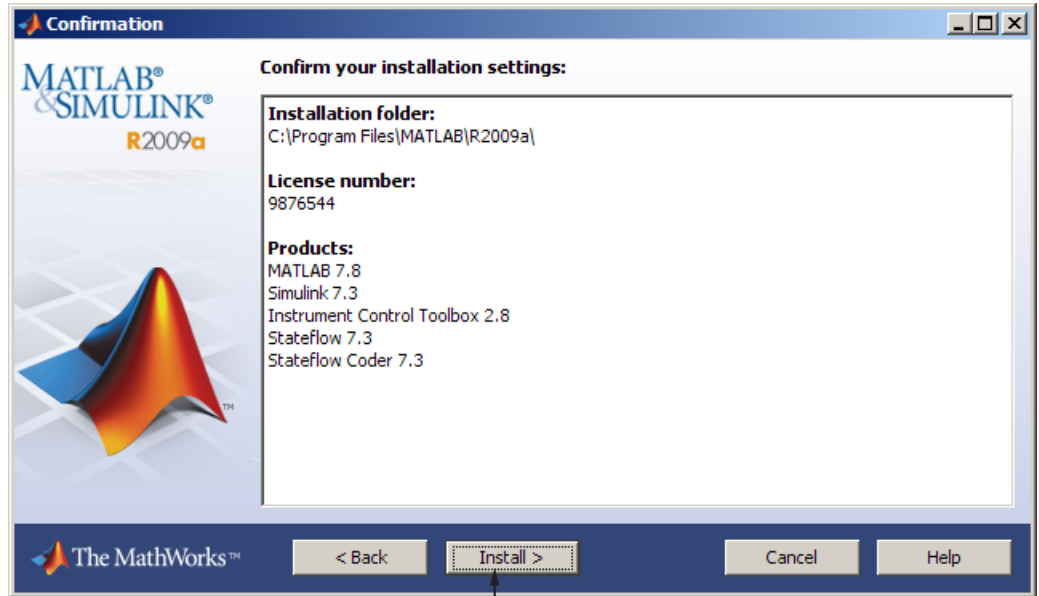 Confirmation
MATLAB®
&SIMULINK®
R2009a
TM
Confirm your installation settings:
Installation folder:
C:\Program Files\MATLAB\R2009a\
License number:
9876544
Products:
MATLAB 7.8
Simulink 7.3
Instrument Control Toolbox 2.8
Stateflow 7.3
Stateflow Coder 7.3
The MathWorks™
< Back
Install >
Cancel
Help